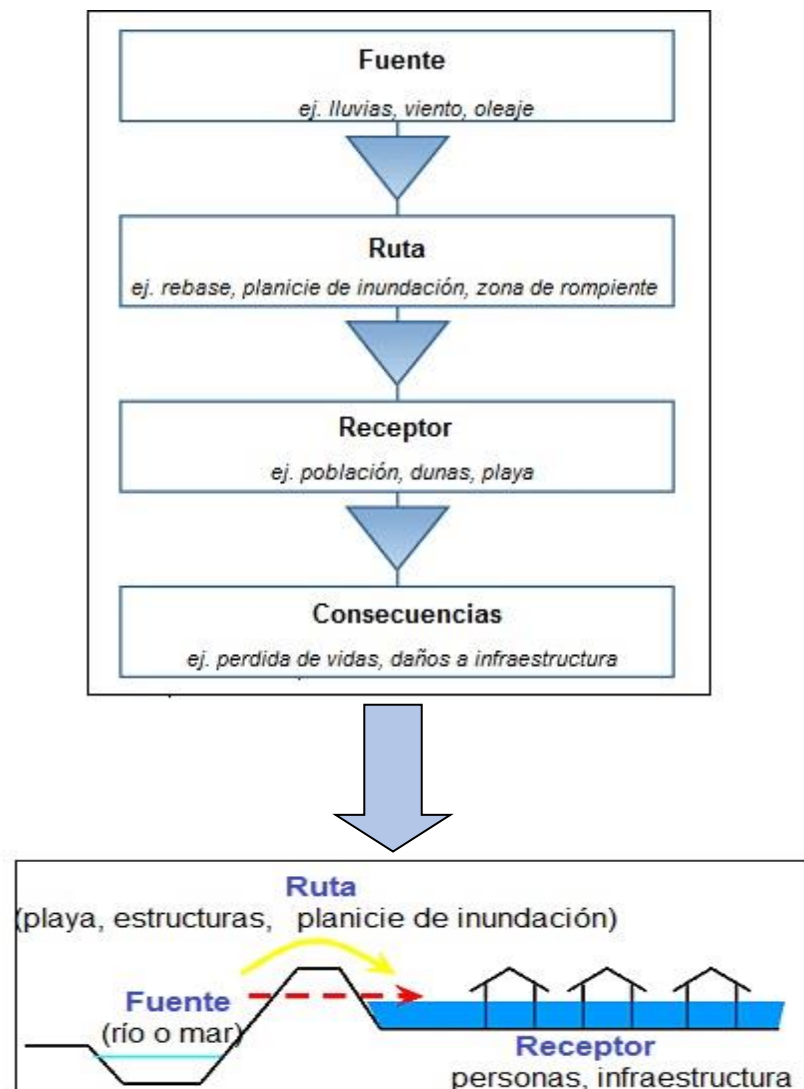 Fuente
ej. lluvias, viento, oleaje
Ruta
ej. rebase, planicie de inundación, zona de rompiente
Receptor
ej. población, dunas, playa
Consecuencias
ej. perdida de vidas, daños a infraestructura
Ruta
(playa, estructuras, planicie de inundación)
Fuente
(río o mar)
Receptor
personas, infraestructura